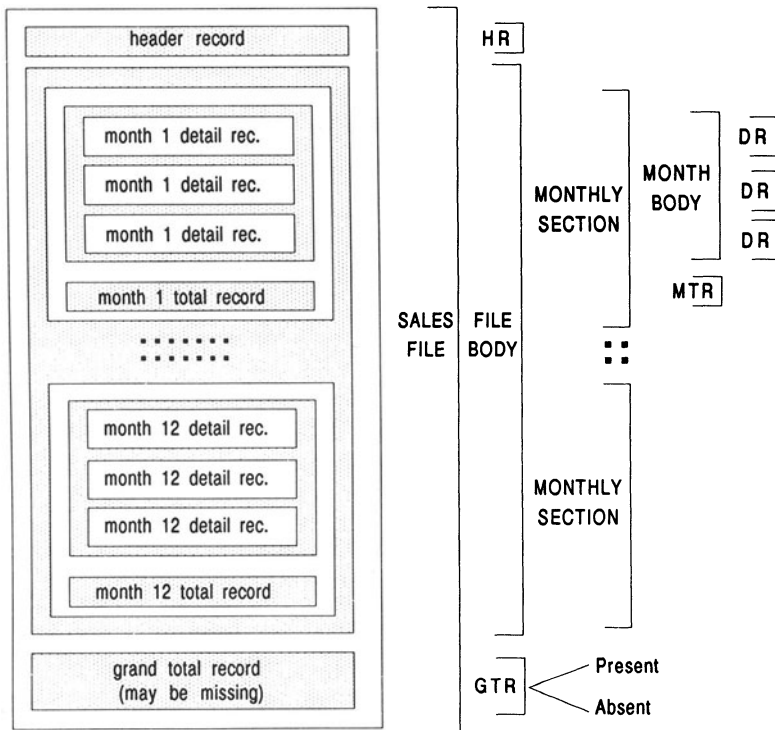 header record
month 1 detail rec.
month 1 detail rec.
month 1 detail rec.
month 1 total record
month 12 detail rec.
month 12 detail rec.
month 12 detail rec.
month 12 total record
grand total record
(may be missing)
SALES
FILE
HR
FILE
BODY
GTR
Present
Absent
MONTHLY
SECTION
MONTHLY
SECTION
MONTH
BODY
MTR
DR
DR
DR